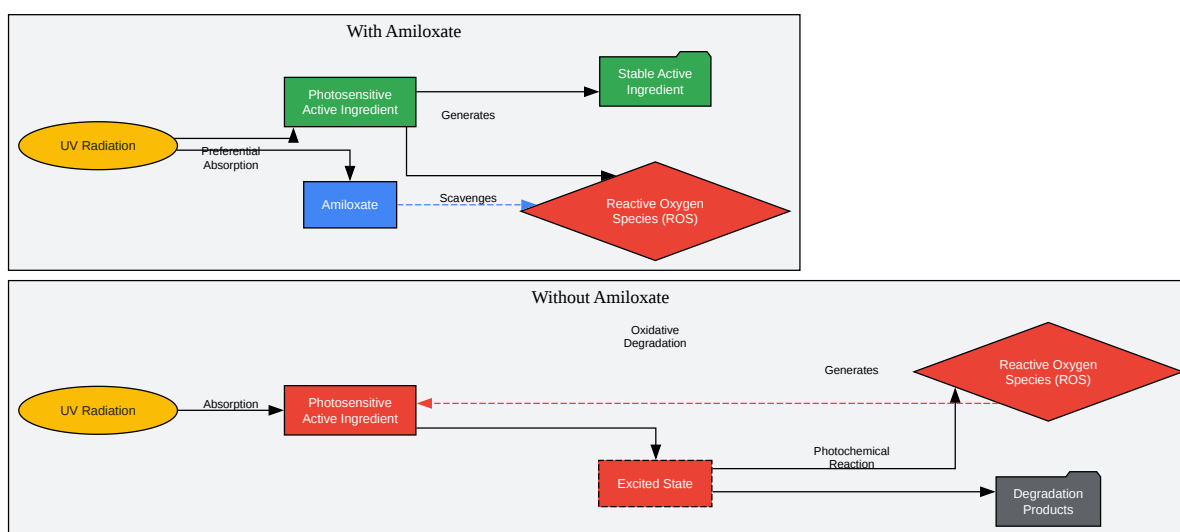 With Amiloxate
Stable Active
Ingredient
Photosensitive
Active Ingredient
Generates
UV Radiation
Preferential
Absorption
Scavenges
Amiloxate
Reactive Oxygen
Species (ROS)
Without Amiloxate
Oxidative
Degradation
Generates
Reactive Oxygen
Species (ROS)
UV Radiation
Absorption
Photosensitive
Active Ingredient
Photochemical
Reaction
Excited State
Degradation
Products